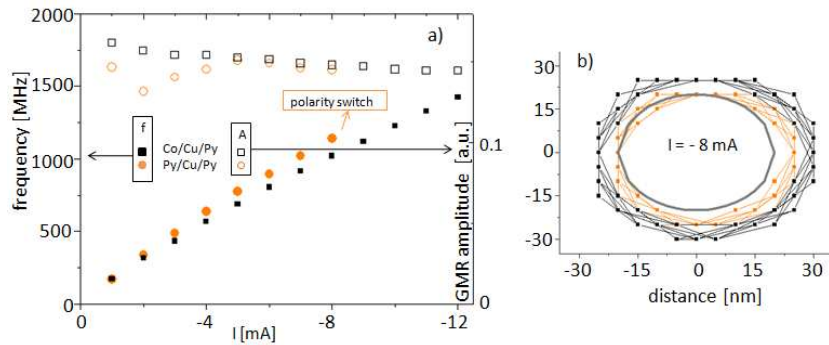 a)
frequency [MHz]
2000
1750
1500
1000
500
0
f
A
Co/Cu/Py
Py/Cu/Py
polarity switch
0.1
0
GMR amplitude [a.u.]
0
-4
-8
-12
I [mA]
b)
30
15
0
-15
-30
I = - 8 mA
-30
-15
0
15
30
distance [nm]